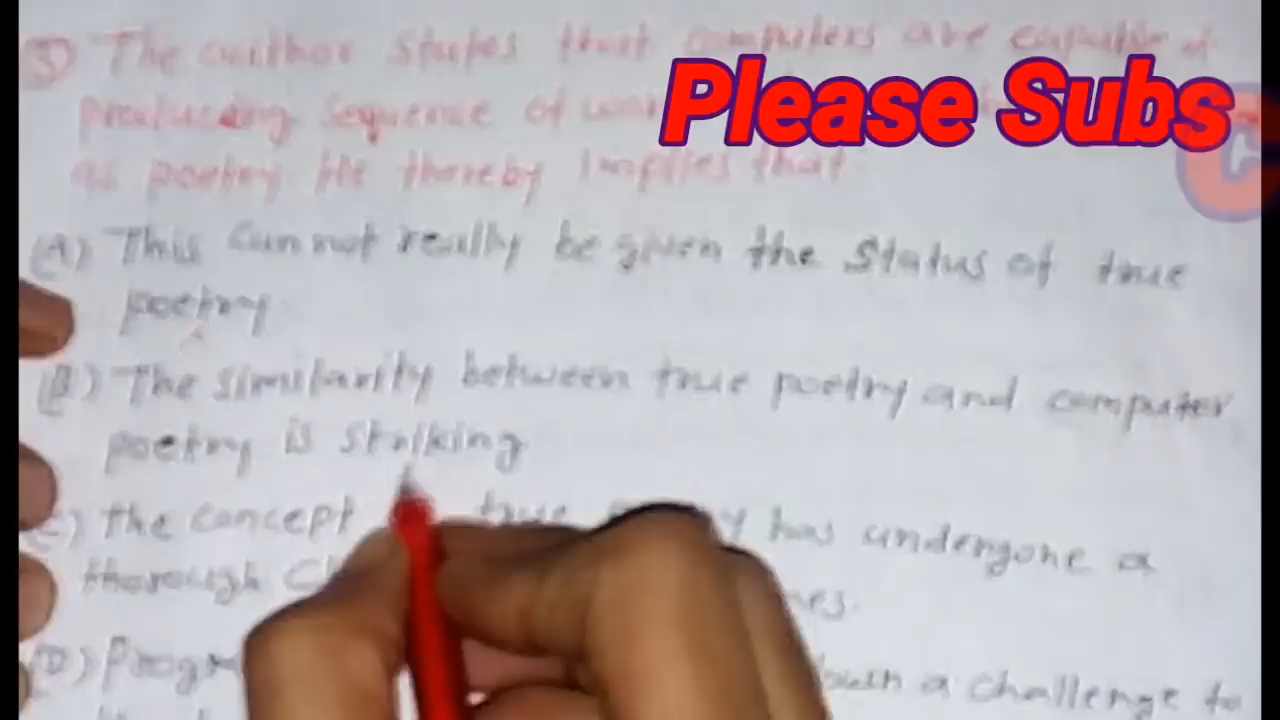 3) The author states that computers are capable of
producing sequence of
as poetry He thereby implies that
Please Subs
(A) This cannot really be given the status of true
poetry
(B) The similarity between true poetry and computer
poetry is striking
The concept true has undergone a
thorough
(D) a challenge to